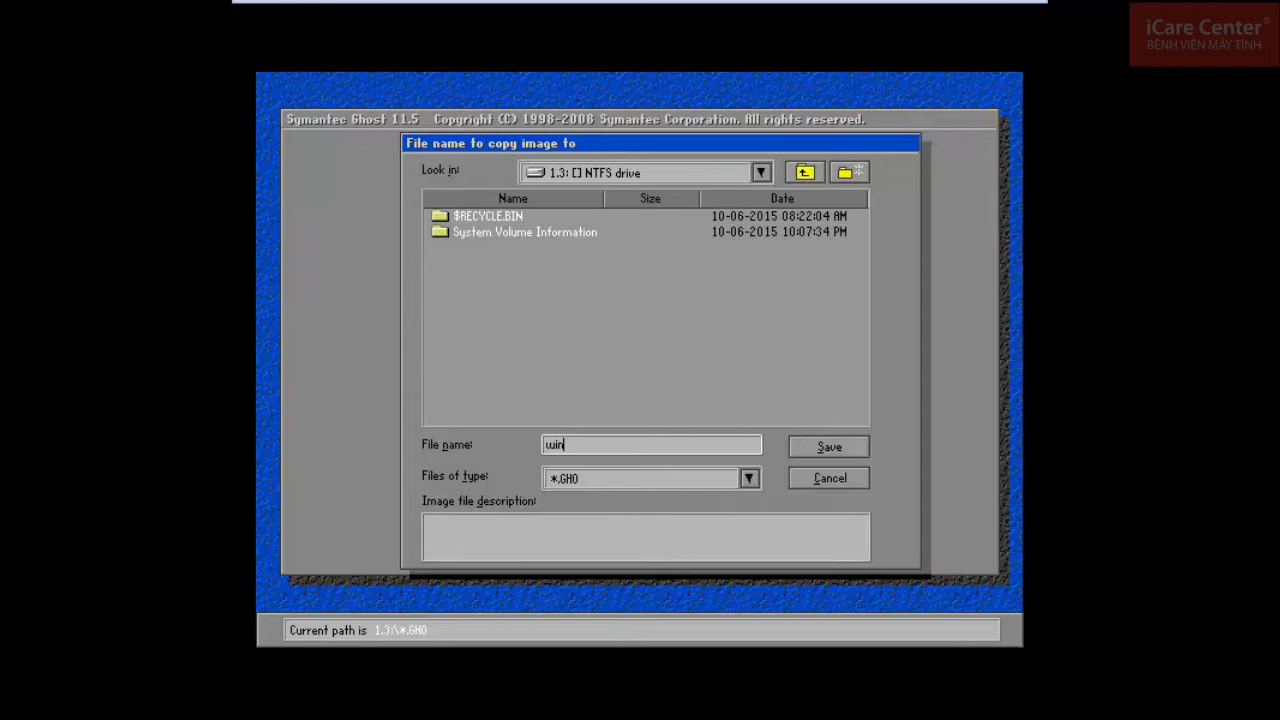 iCare Center®
BỆNH VIỆN MÁY TÍNH
Symantec Ghost 11.5 Copyright (C) 1998-2008 Symantec Corporation. All rights reserved.
File name to copy image to
Look in: 1.3: [] NTFS drive
Name Size Date
$RECYCLE.BIN 10-06-2015 08:22:04 AM
System Volume Information 10-06-2015 10:07:34 PM
File name: win Save
Files of type: *.GHO Cancel
Image file description:
Current path is 1.3:\*.GHO